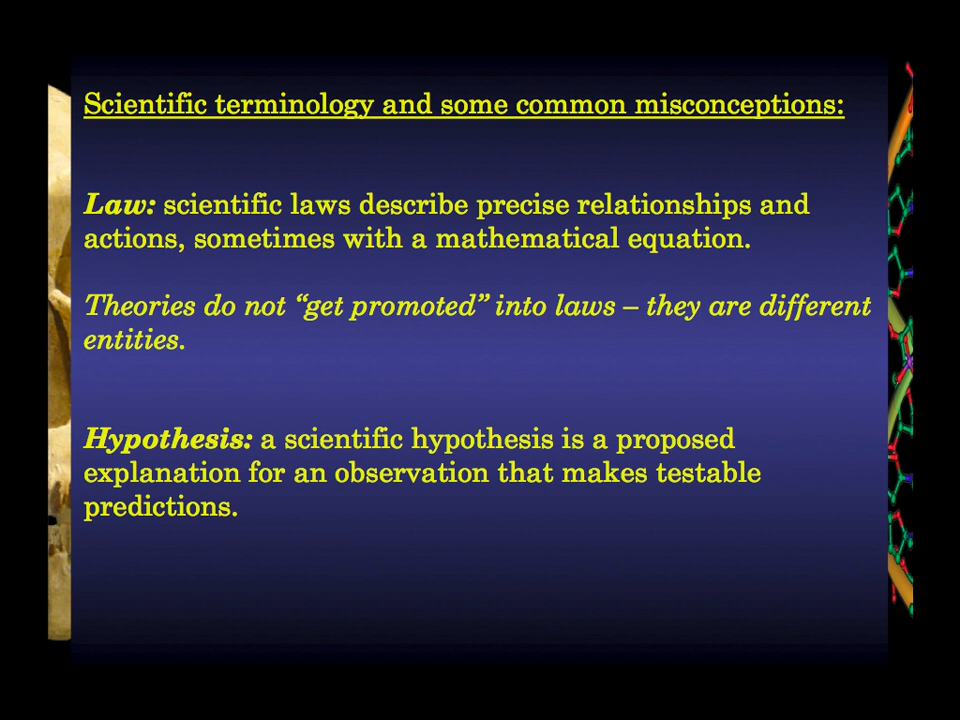 Scientific terminology and some common misconceptions:
Law: scientific laws describe precise relationships and
actions, sometimes with a mathematical equation.
Theories do not “get promoted” into laws – they are different
entities.
Hypothesis: a scientific hypothesis is a proposed
explanation for an observation that makes testable
predictions.